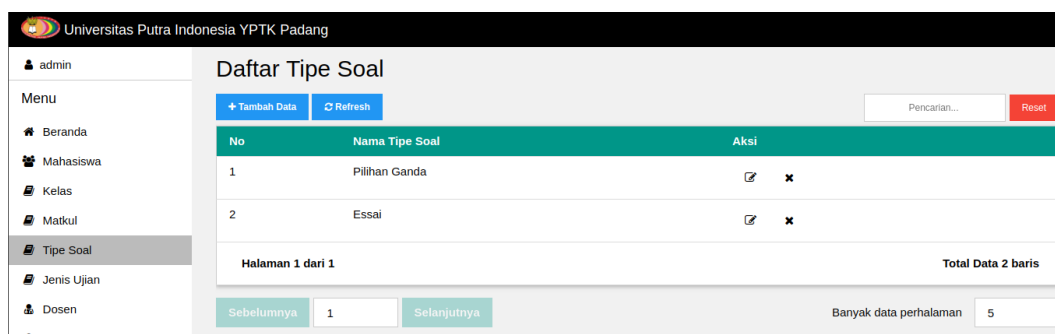 Universitas Putra Indonesia YPTK Padang
admin
Menu
Beranda
Mahasiswa
Kelas
Matkul
Tipe Soal
Jenis Ujian
Dosen
Daftar Tipe Soal
Tambah Data Refresh Pencarian... Reset
No Nama Tipe Soal Aksi
1 Pilihan Ganda
2 Essai
Halaman 1 dari 1 Total Data 2 baris
Sebelumnya 1 Selanjutnya Banyak data perhalaman 5